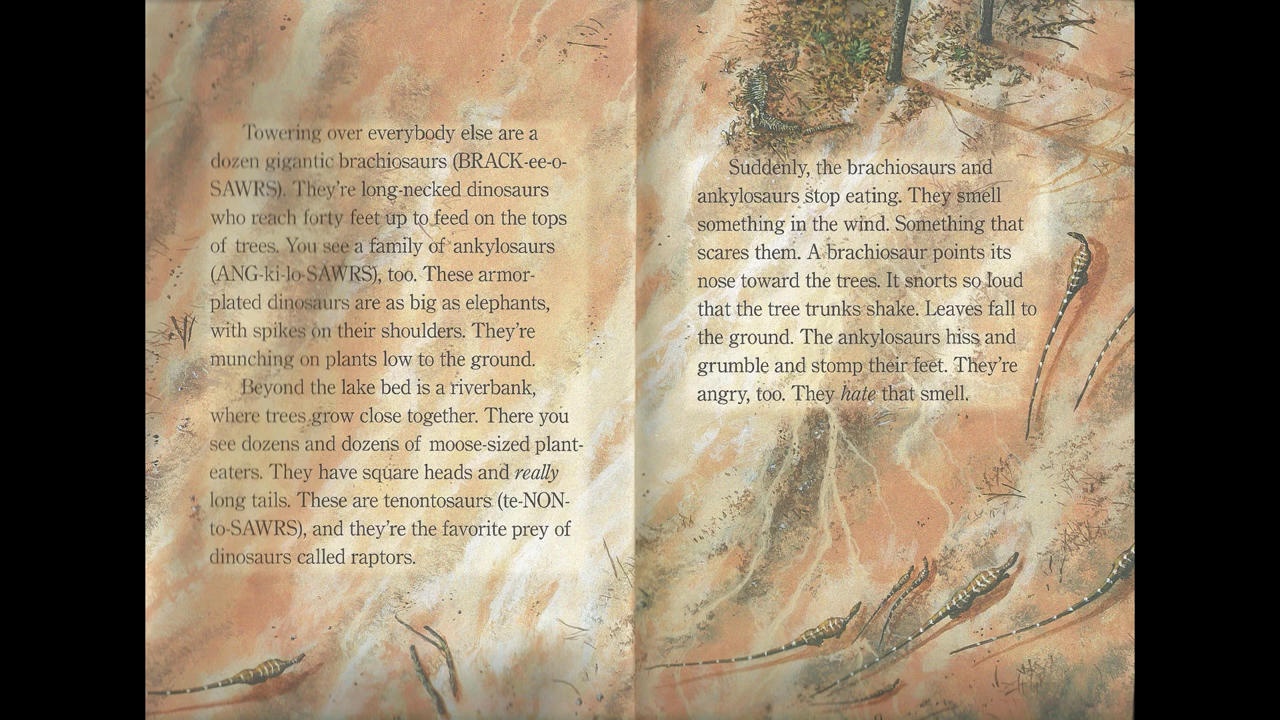 Towering over everybody else are a
dozen gigantic brachiosaurs (BRACK-ee-o-
SAWRS). They're long-necked dinosaurs
who reach forty feet up to feed on the tops
of trees. You see a family of ankylosaurs
(ANG-ki-lo-SAWRS), too. These armor-
plated dinosaurs are as big as elephants,
with spikes on their shoulders. They're
munching on plants low to the ground.
Beyond the lake bed is a riverbank,
where trees grow close together. There you
see dozens and dozens of moose-sized plant-
eaters. They have square heads and really
long tails. These are tenontosaurs (te-NON-
to-SAWRS), and they're the favorite prey of
dinosaurs called raptors.
Suddenly, the brachiosaurs and
ankylosaurs stop eating. They smell
something in the wind. Something that
scares them. A brachiosaur points its
nose toward the trees. It snorts so loud
that the tree trunks shake. Leaves fall to
the ground. The ankylosaurs hiss and
grumble and stomp their feet. They're
angry, too. They hate that smell.